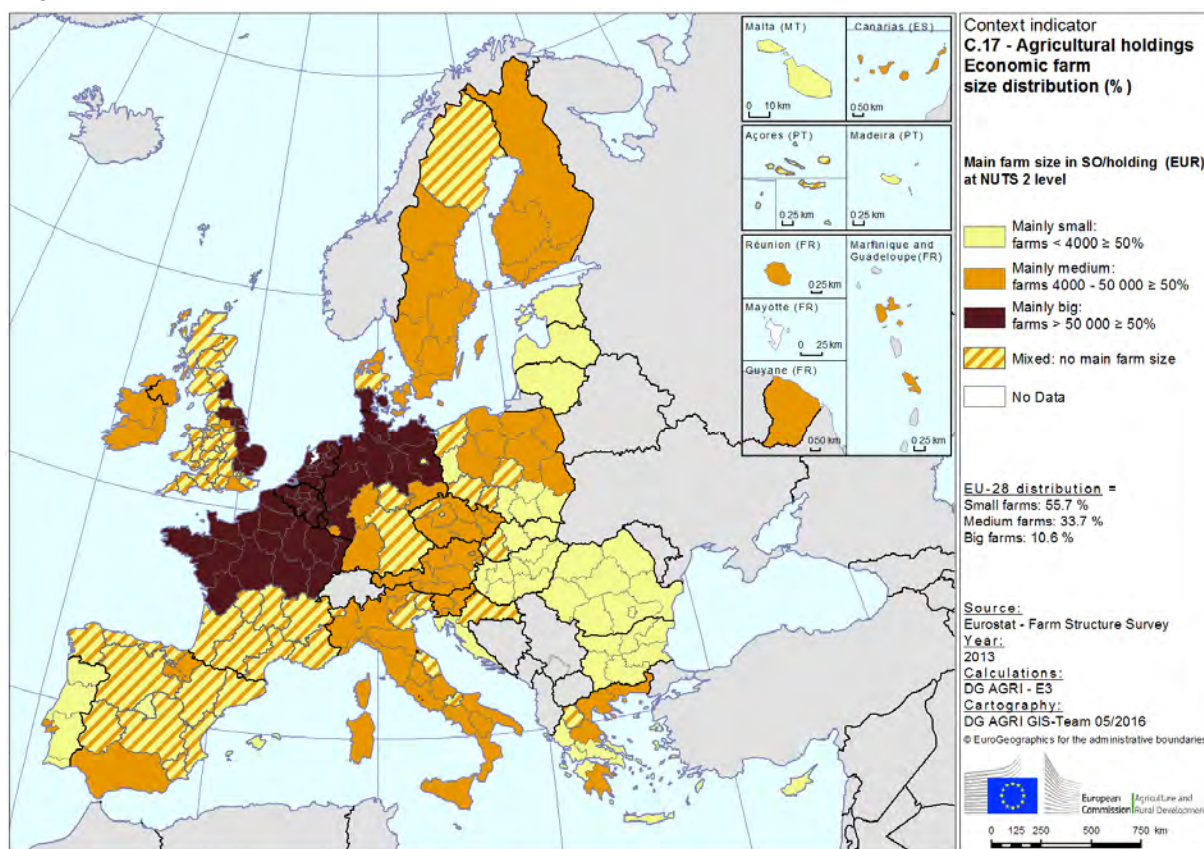 Malta (MT)
0 10 km
Canarias (ES)
0 50 km
Açores (PT)
0 25 km
Madeira (PT)
0 25 km
Réunion (FR)
0 25 km
Martinique and
Guadeloupe(FR)
Mayotte (FR)
0 25 km
Guyane (FR)
0 50 km
0 25 km
Context indicator
C.17 - Agricultural holdings
Economic farm
size distribution (%)
Main farm size in SO/holding (EUR)
at NUTS 2 level
Mainly small:
farms < 4000 ≥ 50%
Mainly medium:
farms 4000 - 50 000 ≥ 50%
Mainly big:
farms > 50 000 ≥ 50%
Mixed: no main farm size
No Data
EU-28 distribution =
Small farms: 55.7 %
Medium farms: 33.7 %
Big farms: 10.6 %
Source:
Eurostat - Farm Structure Survey
Year:
2013
Calculations:
DG AGRI - E3
Cartography:
DG AGRI GIS-Team 05/2016
© EuroGeographics for the administrative boundaries
European
Commission
Agriculture and
Rural Development
0 125 250 500 750 km